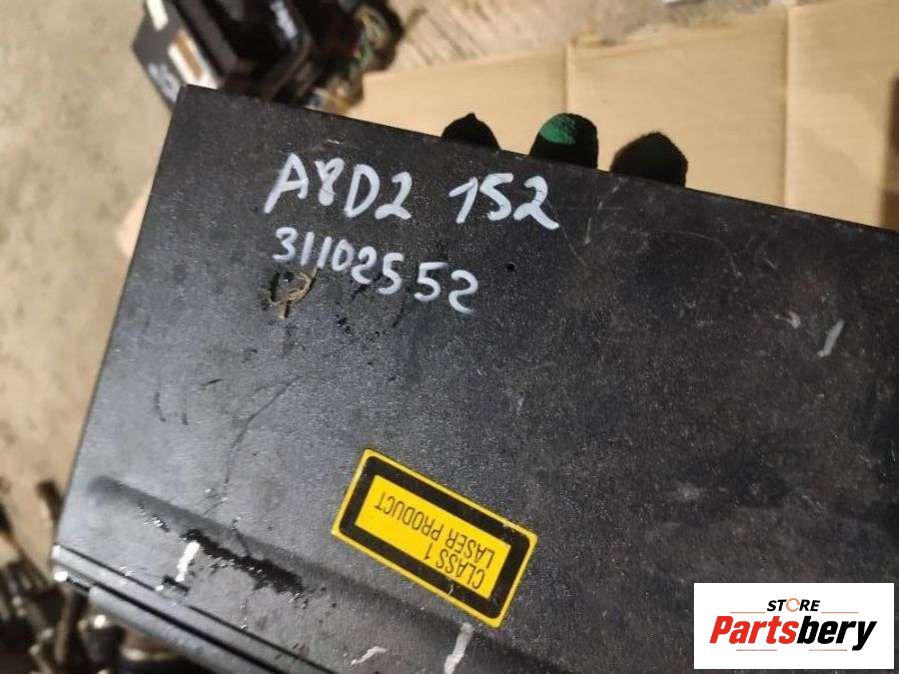 A8D2 152
31102552
CLASS 1
LASER PRODUCT
STORE
Partsbery